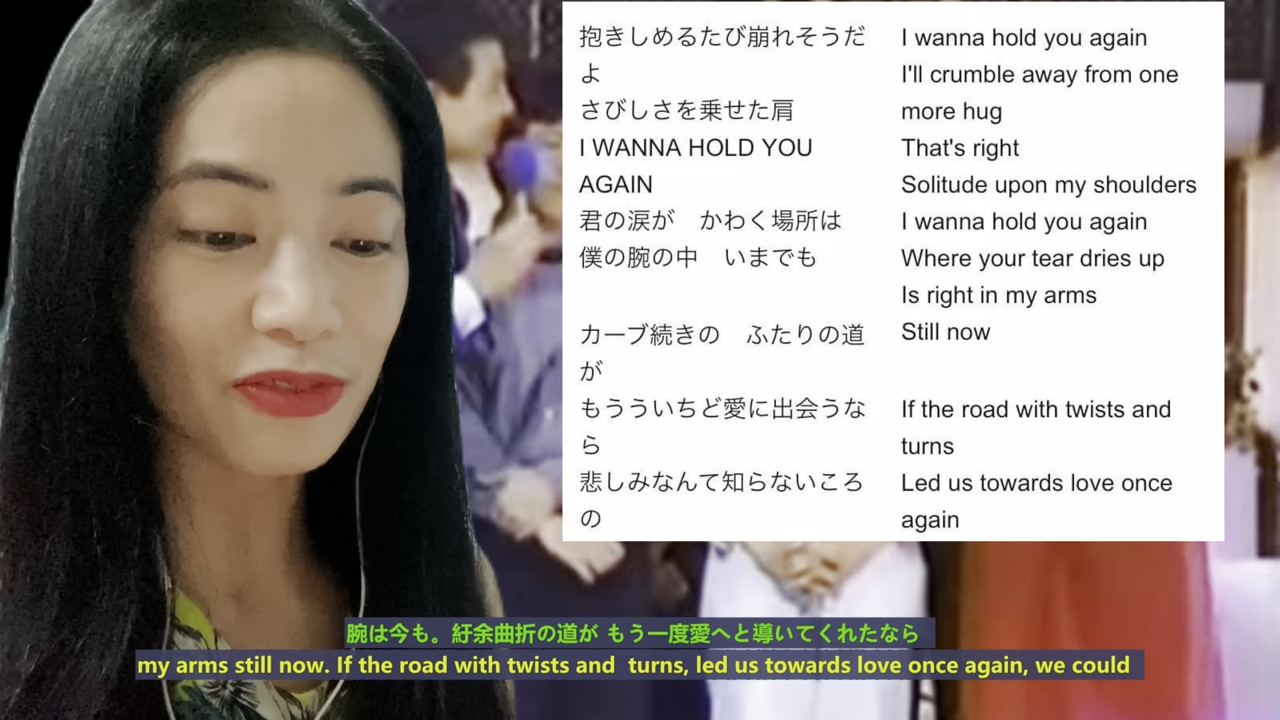 抱きしめるたび崩れそうだ
よ
さびしさを乗せた肩
I WANNA HOLD YOU
AGAIN
君の涙が　かわく場所は
僕の腕の中　いまでも
カーブ続きの　ふたりの道
が
もうういちど愛に出会うな
ら
悲しみなんて知らないころ
の
I wanna hold you again
I'll crumble away from one
more hug
That's right
Solitude upon my shoulders
I wanna hold you again
Where your tear dries up
Is right in my arms
Still now
If the road with twists and
turns
Led us towards love once
again
腕は今も。紆余曲折の道が もう一度愛へと導いてくれたなら
my arms still now. If the road with twists and  turns, led us towards love once again, we could